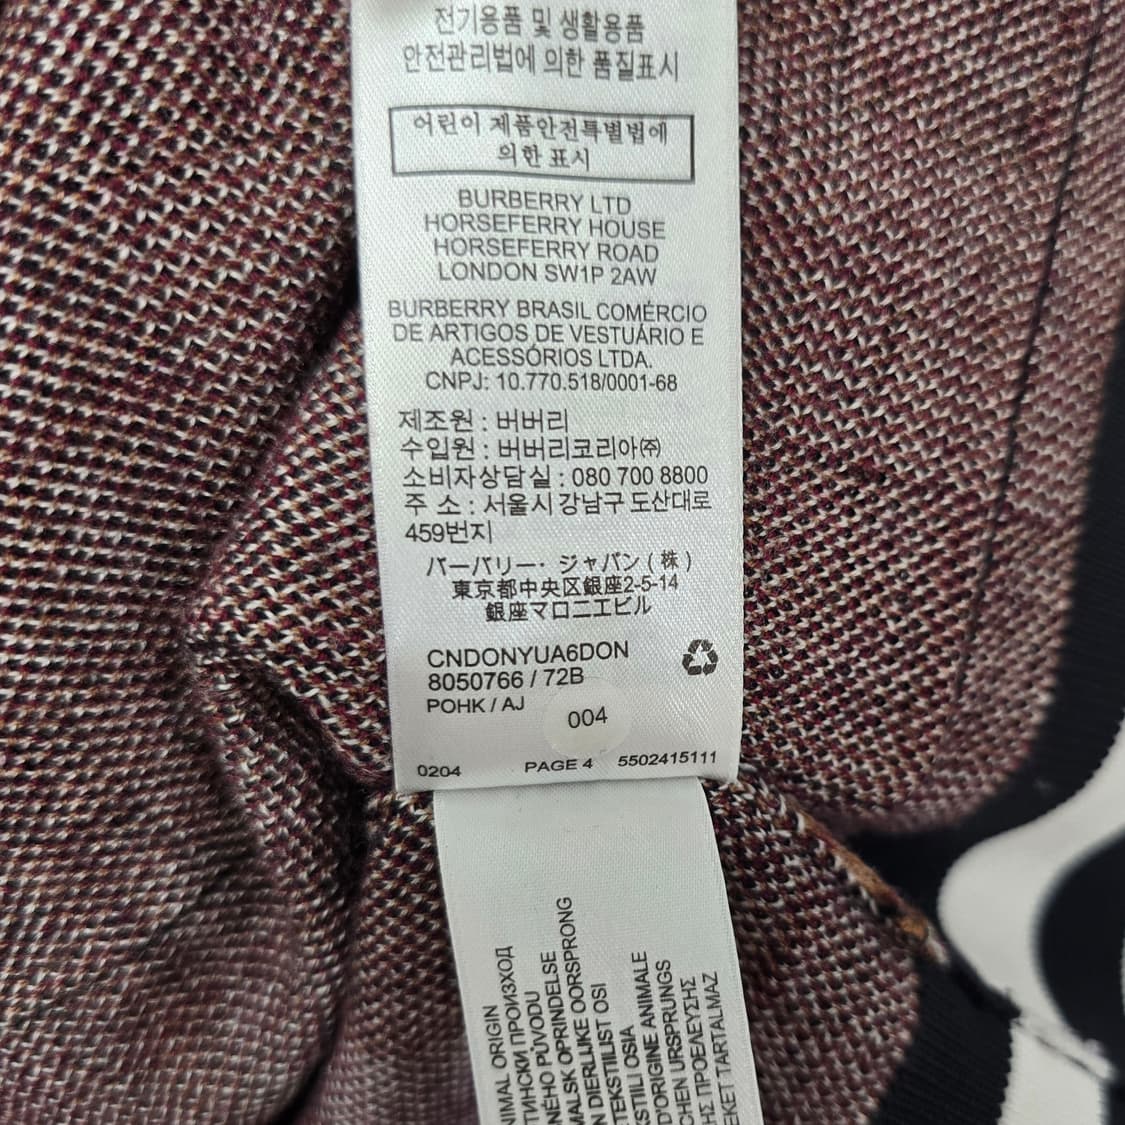 전기용품 및 생활용품
안전관리법에 의한 품질표시
어린이 제품안전특별법에
의한 표시
BURBERRY LTD
HORSEFERRY HOUSE
HORSEFERRY ROAD
LONDON SW1P 2AW
BURBERRY BRASIL COMÉRCIO
DE ARTIGOS DE VESTUÁRIO E
ACESSÓRIOS LTDA.
CNPJ: 10.770.518/0001-68
제조원 : 버버리
수입원 : 버버리코리아㈜
소비자상담실 : 080 700 8800
주 소 : 서울시 강남구 도산대로
459번지
バーバリー・ジャパン(株)
東京都中央区銀座2-5-14
銀座マロニエビル
CNDONYUA6DON
8050766 / 72B
POHK / AJ
004
0204 PAGE 4 5502415111
NIMAL ORIGIN
ТИНСКИ ПРОИЗХОД
NÉHO PŮVODU
MALSK OPRINDELSE
N DIERLIJKE OORSPRONG
TEKSTIILIST OSI
KSTIILI OSIA
D'ORIGINE ANIMALE
CHEN URSPRUNGS
ΗΣ ΠΡΟΕΛΕΥΣΗΣ
EKET TARTALMAZ